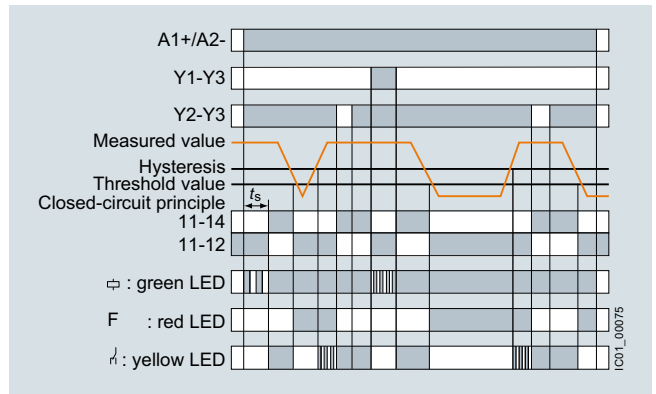 A1+/A2-
Y1-Y3
Y2-Y3
Measured value
Hysteresis
Threshold value
Closed-circuit principle
ts
11-14
11-12
: green LED
F : red LED
: yellow LED
IC01_00075